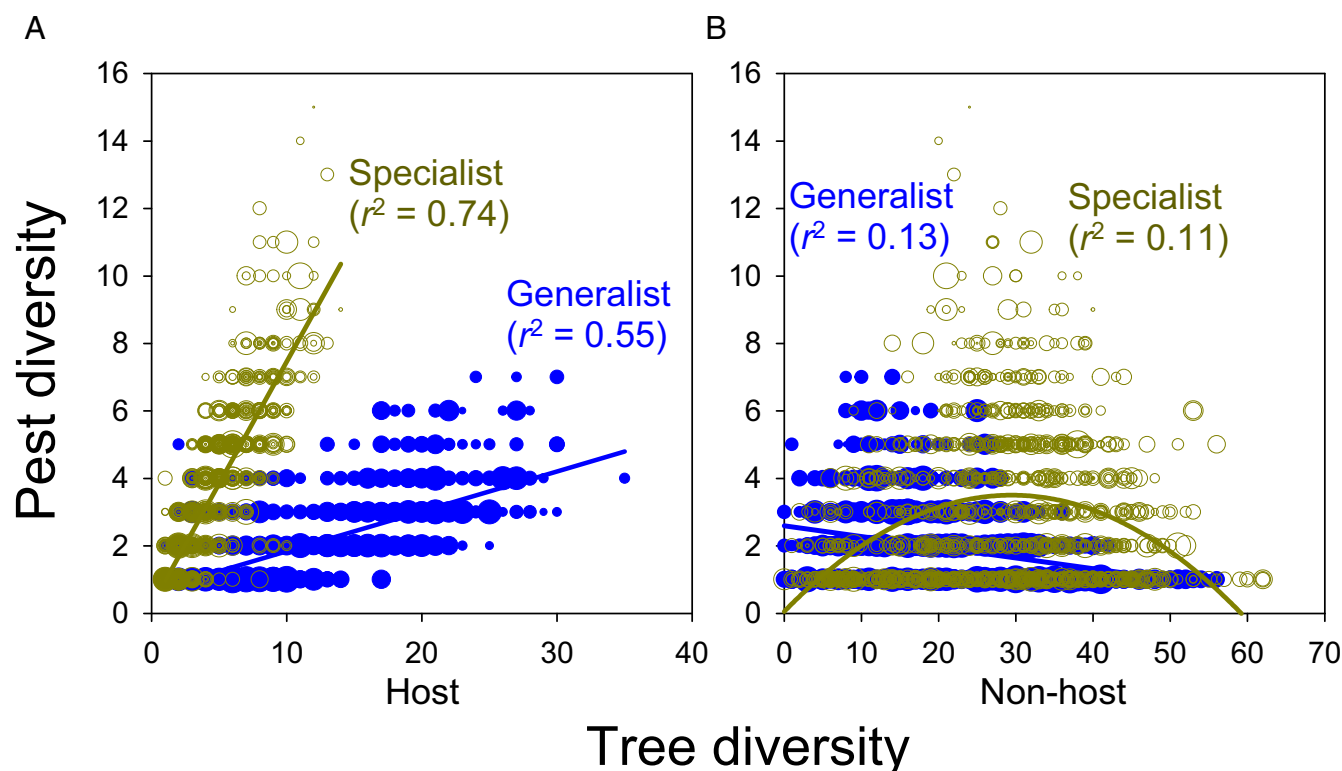 A
B
Pest diversity
16
14
12
10
8
6
4
2
0
Specialist
(r² = 0.74)
Generalist
(r² = 0.55)
0 10 20 30 40
Host
16
14
12
10
8
6
4
2
0
Generalist
(r² = 0.13)
Specialist
(r² = 0.11)
0 10 20 30 40 50 60 70
Non-host
Tree diversity